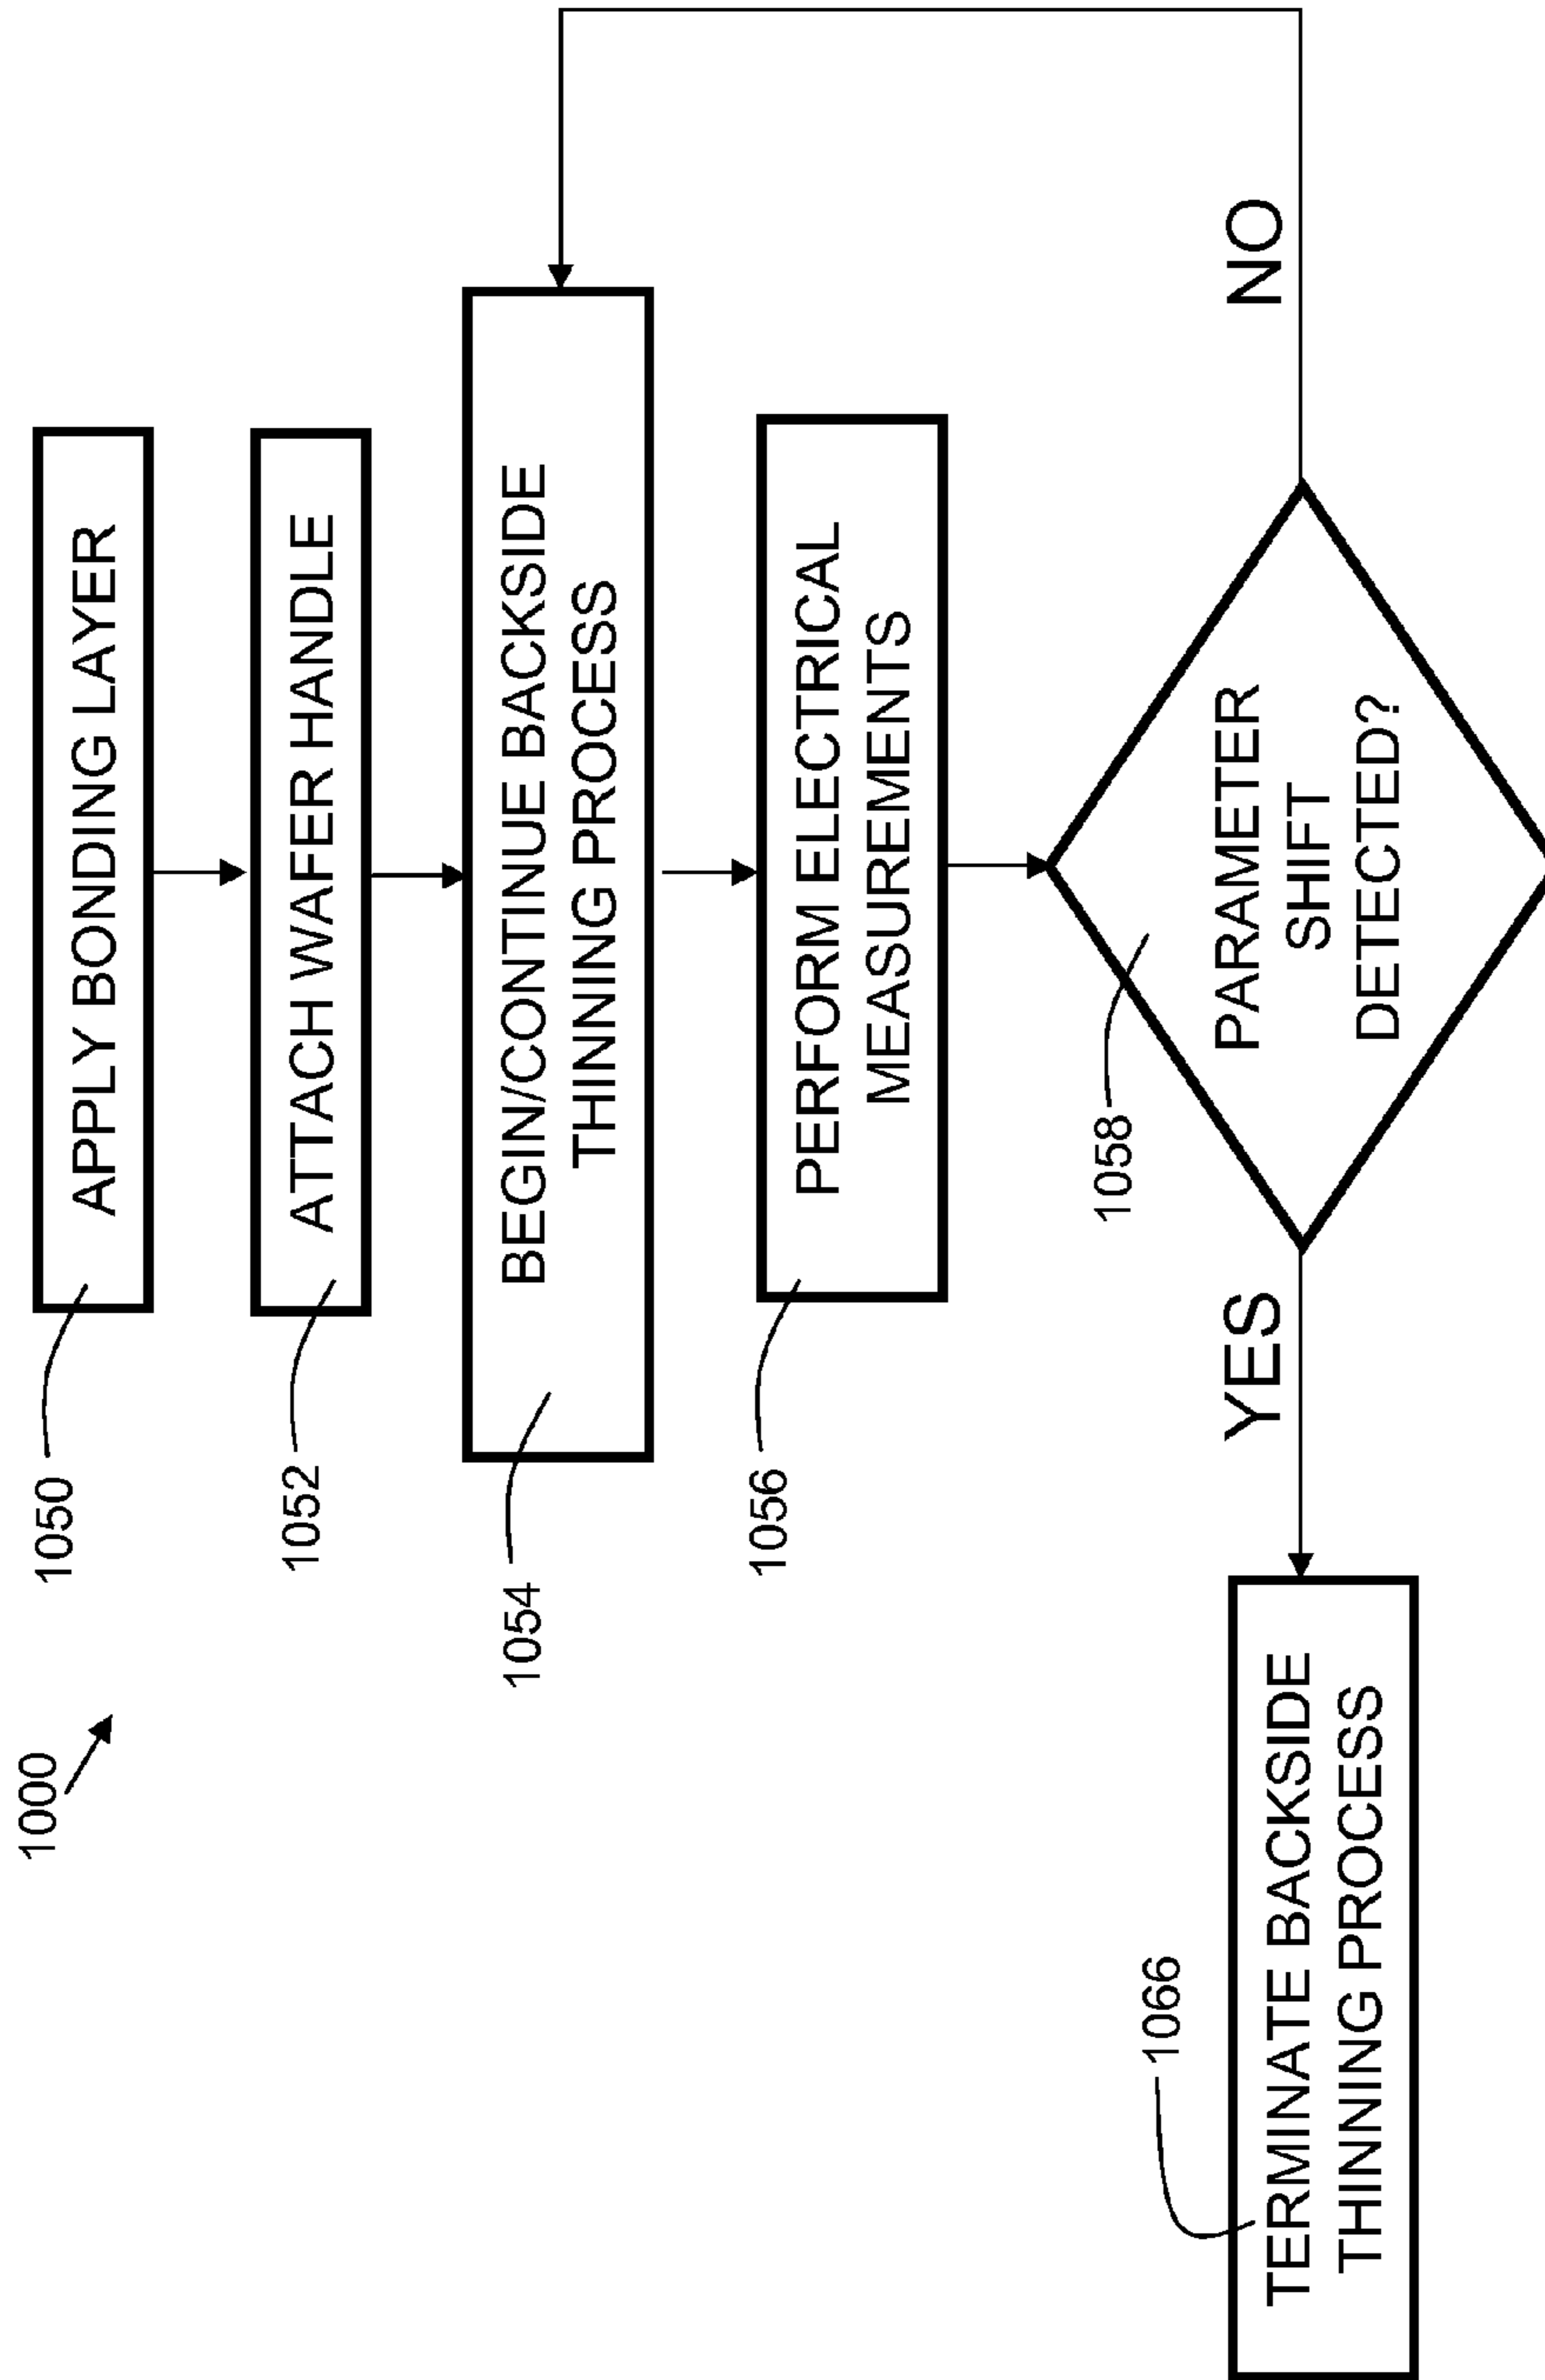 1000
1050
APPLY BONDING LAYER
1052
ATTACH WAFER HANDLE
1054
BEGIN/CONTINUE BACKSIDE
THINNING PROCESS
1056
PERFORM ELECTRICAL
MEASUREMENTS
1058
PARAMETER
SHIFT
DETECTED?
YES
NO
1066
TERMINATE BACKSIDE
THINNING PROCESS